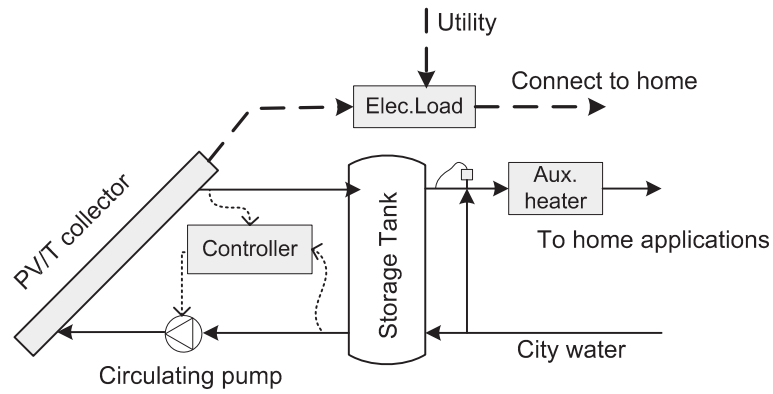 Utility
Connect to home
Elec.Load
Aux.
heater
PV/T collector
Storage Tank
Controller
To home applications
City water
Circulating pump